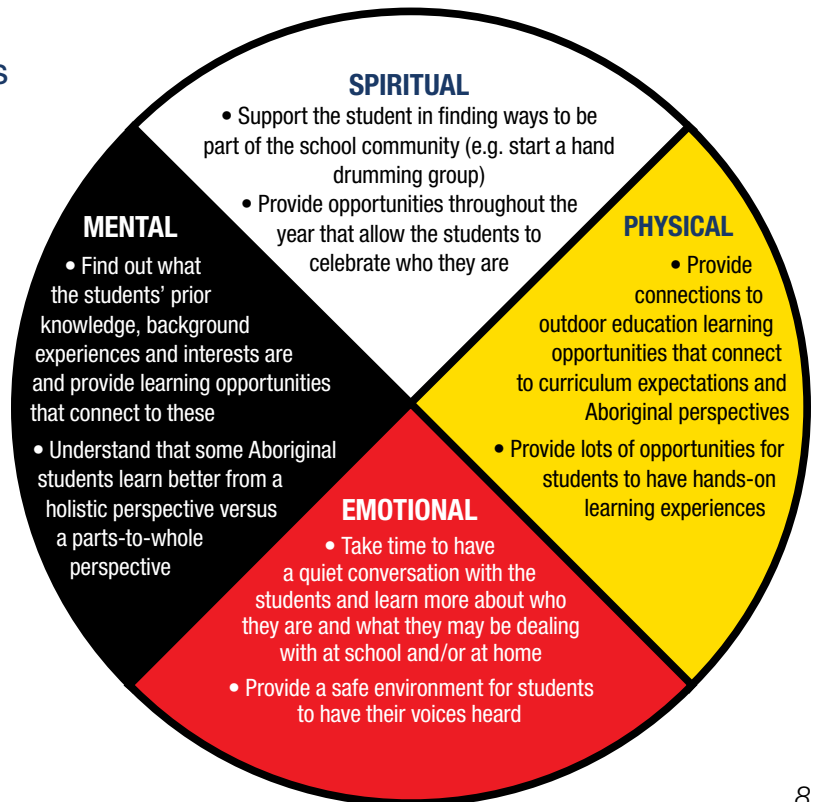 s
SPIRITUAL
• Support the student in finding ways to be
part of the school community (e.g. start a hand
drumming group)
• Provide opportunities throughout the
year that allow the students to
celebrate who they are
MENTAL
• Find out what
the students’ prior
knowledge, background
experiences and interests are
and provide learning opportunities
that connect to these
• Understand that some Aboriginal
students learn better from a
holistic perspective versus
a parts-to-whole
perspective
PHYSICAL
• Provide
connections to
outdoor education learning
opportunities that connect
to curriculum expectations and
Aboriginal perspectives
• Provide lots of opportunities for
students to have hands-on
learning experiences
EMOTIONAL
• Take time to have
a quiet conversation with the
students and learn more about who
they are and what they may be dealing
with at school and/or at home
• Provide a safe environment for students
to have their voices heard
8